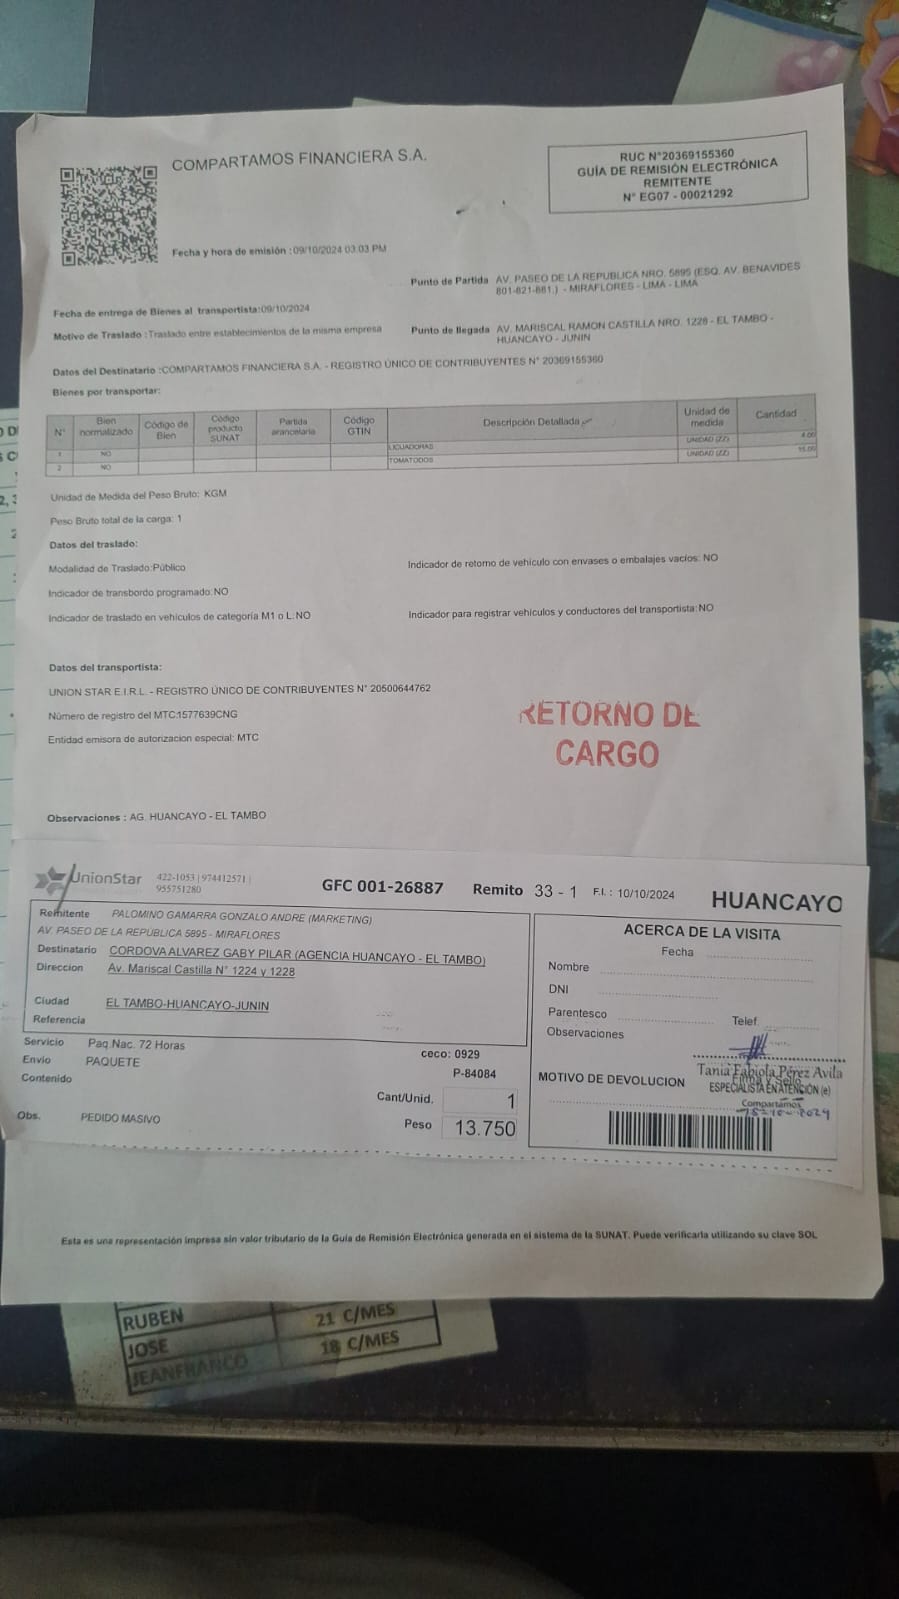 COMPARTAMOS FINANCIERA S.A.
RUC N°20369155360
GUÍA DE REMISIÓN ELECTRÓNICA
REMITENTE
N° EG07 - 00021292
Fecha y hora de emisión : 09/10/2024 03:03 PM
Punto de Partida AV. PASEO DE LA REPUBLICA NRO. 5895 (ESQ. AV. BENAVIDES
801-821-881.) - MIRAFLORES - LIMA - LIMA
Fecha de entrega de Bienes al transportista:09/10/2024
Motivo de Traslado :Traslado entre establecimientos de la misma empresa
Punto de llegada AV. MARISCAL RAMON CASTILLA NRO. 1228 - EL TAMBO -
HUANCAYO - JUNIN
Datos del Destinatario :COMPARTAMOS FINANCIERA S.A. - REGISTRO ÚNICO DE CONTRIBUYENTES N° 20369155360
Bienes por transportar:
N° Bien normalizado Código de Bien Código producto SUNAT Partida arancelaria Código GTIN Descripción Detallada Unidad de medida Cantidad
1 NO LICUADORAS UNIDAD (ZZ) 4.00
2 NO TOMATODOS UNIDAD (ZZ) 15.00
Unidad de Medida del Peso Bruto: KGM
Peso Bruto total de la carga: 1
Datos del traslado:
Modalidad de Traslado:Público
Indicador de retorno de vehículo con envases o embalajes vacíos: NO
Indicador de transbordo programado:NO
Indicador de traslado en vehículos de categoría M1 o L:NO
Indicador para registrar vehículos y conductores del transportista:NO
Datos del transportista:
UNION STAR E.I.R.L. - REGISTRO ÚNICO DE CONTRIBUYENTES N° 20500644762
Número de registro del MTC:1577639CNG
Entidad emisora de autorizacion especial: MTC
RETORNO DE
CARGO
Observaciones : AG. HUANCAYO - EL TAMBO
UnionStar 422-1053 | 974412571 |
955751280
GFC 001-26887 Remito 33 - 1 F.I. : 10/10/2024 HUANCAYO
Remitente PALOMINO GAMARRA GONZALO ANDRE (MARKETING)
AV. PASEO DE LA REPÚBLICA 5895 - MIRAFLORES
Destinatario CORDOVA ALVAREZ GABY PILAR (AGENCIA HUANCAYO - EL TAMBO)
Direccion Av. Mariscal Castilla N° 1224 y 1228
Ciudad EL TAMBO-HUANCAYO-JUNIN
Referencia
Servicio Paq.Nac. 72 Horas
Envio PAQUETE
Contenido
ceco: 0929
P-84084
Cant/Unid. 1
Peso 13.750
Obs. PEDIDO MASIVO
ACERCA DE LA VISITA
Fecha
Nombre
DNI
Parentesco
Telef.
Observaciones
MOTIVO DE DEVOLUCION
Tania Fabiola Pérez Avila
Firma y Sello
ESPECIALISTA EN ATENCIÓN (e)
Compartamos
Esta es una representación impresa sin valor tributario de la Guía de Remisión Electrónica generada en el sistema de la SUNAT. Puede verificarla utilizando su clave SOL
RUBEN 21 C/MES
JOSE 18 C/MES
JEANFRANCO